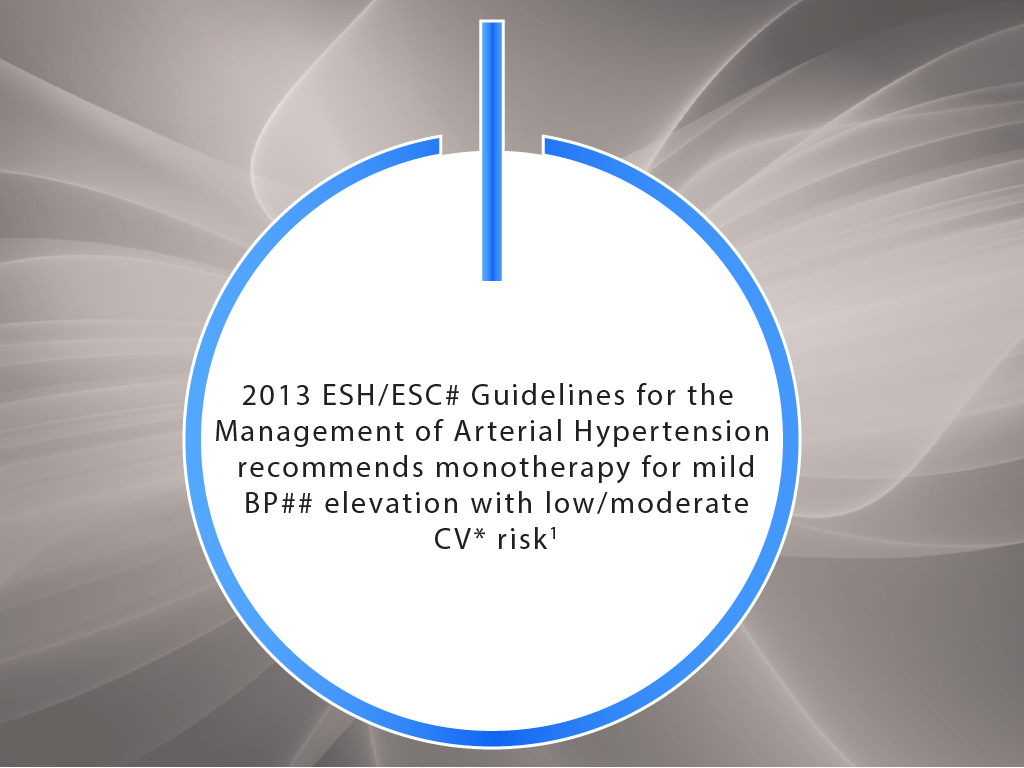 2013 ESH/ESC# Guidelines for the
Management of Arterial Hypertension
recommends monotherapy for mild
BP## elevation with low/moderate
CV* risk¹